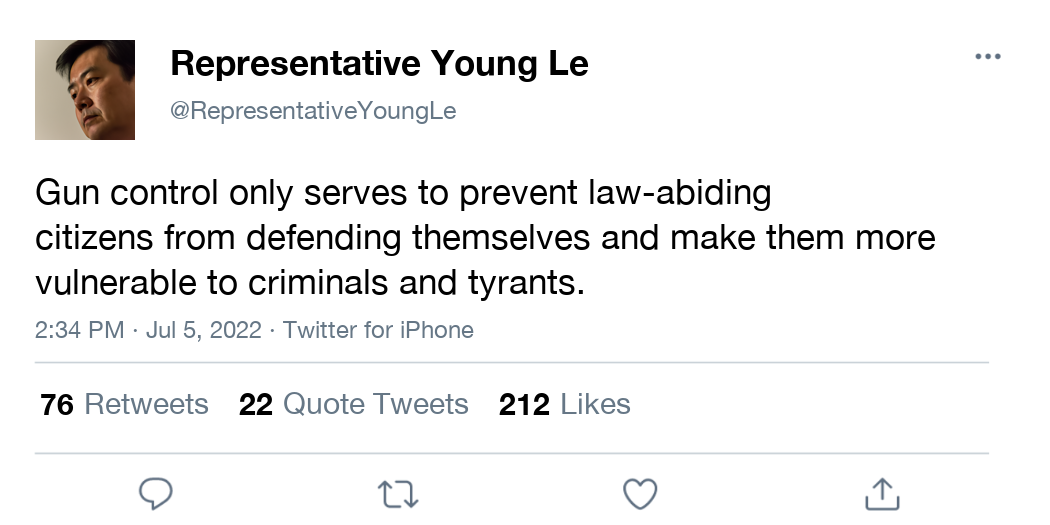 Representative Young Le
@RepresentativeYoungLe
Gun control only serves to prevent law-abiding
citizens from defending themselves and make them more
vulnerable to criminals and tyrants.
2:34 PM · Jul 5, 2022 · Twitter for iPhone
76 Retweets 22 Quote Tweets 212 Likes